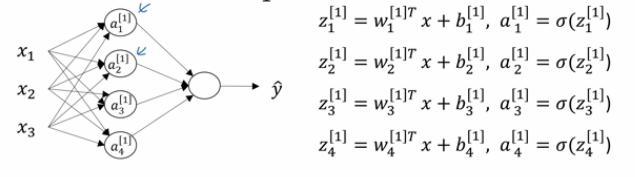 x₁
x₂
x₃
a₁^[1]
a₂^[1]
a₃^[1]
a₄^[1]
ŷ
z₁^[1] = w₁^[1]T x + b₁^[1], a₁^[1] = σ(z₁^[1])
z₂^[1] = w₂^[1]T x + b₂^[1], a₂^[1] = σ(z₂^[1])
z₃^[1] = w₃^[1]T x + b₃^[1], a₃^[1] = σ(z₃^[1])
z₄^[1] = w₄^[1]T x + b₄^[1], a₄^[1] = σ(z₄^[1])